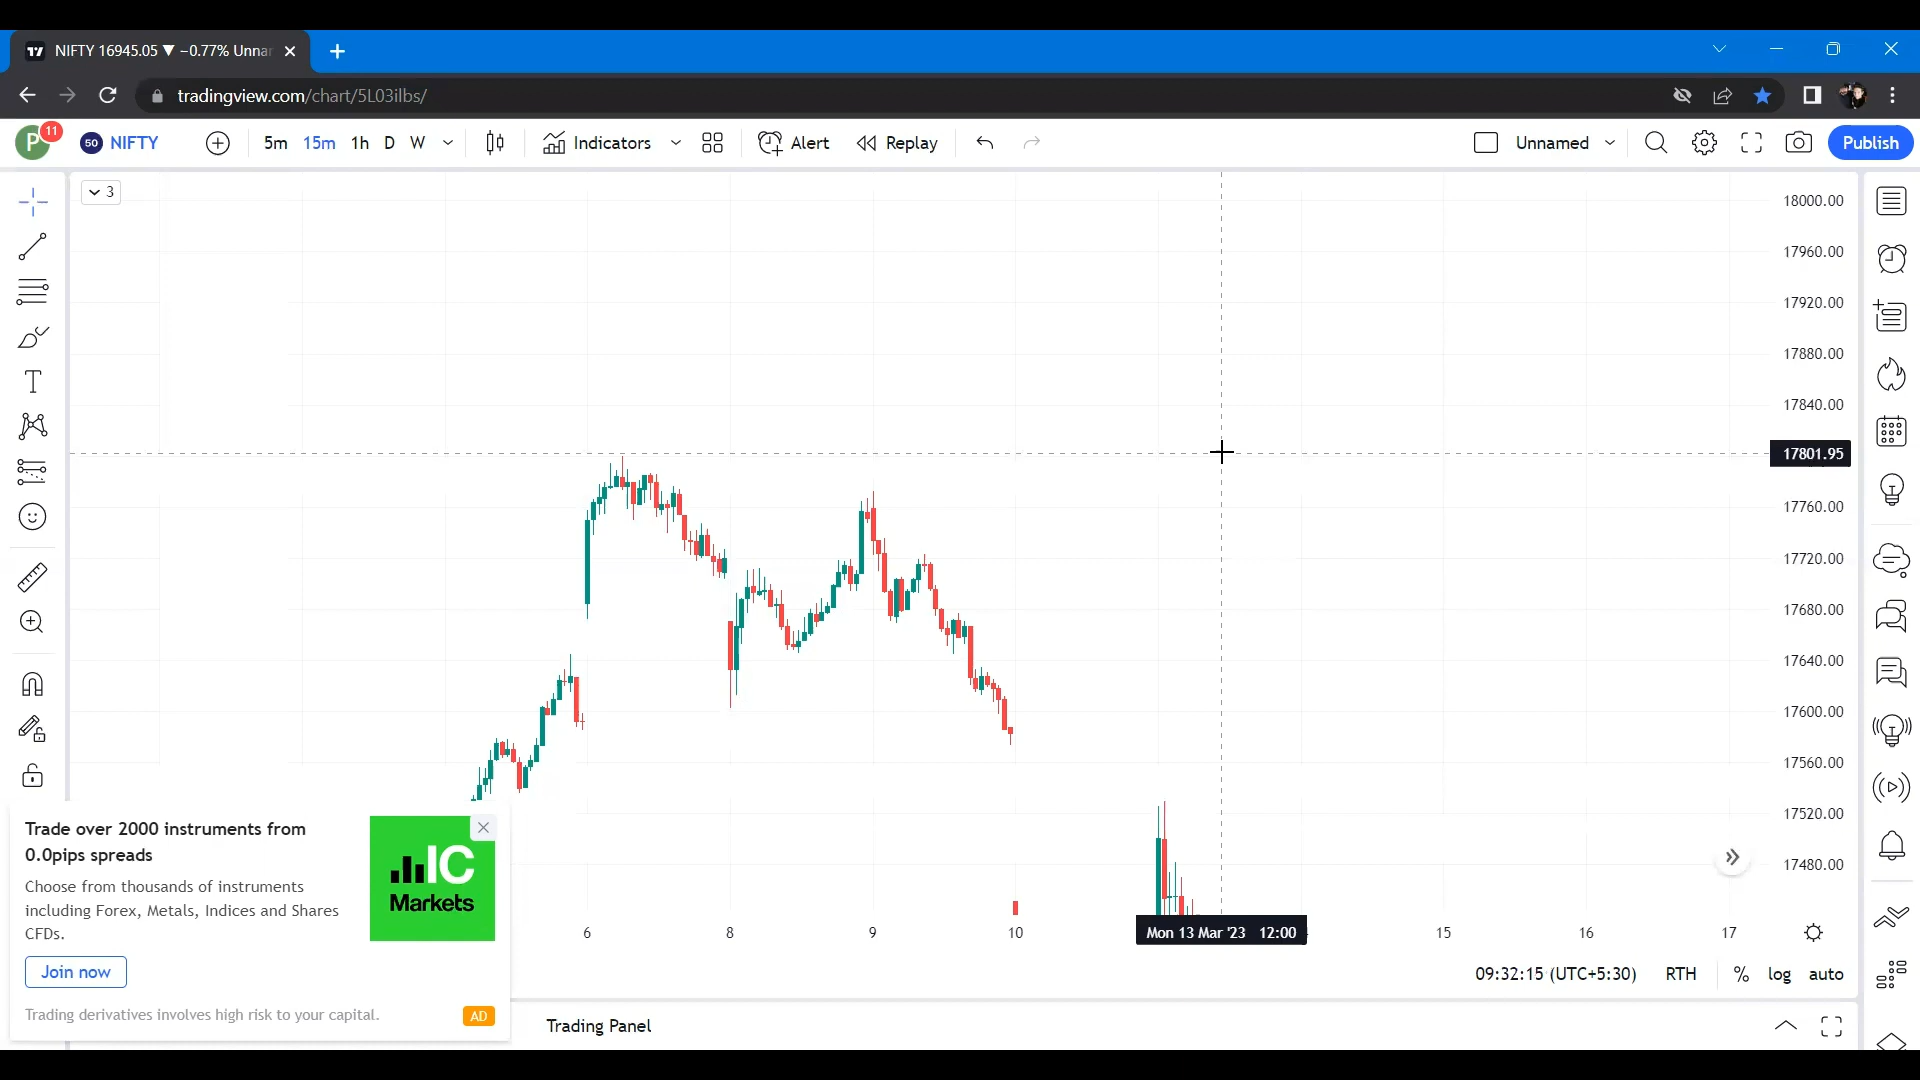 NIFTY 16945.05 ▼ −0.77% Unnar
tradingview.com/chart/5L03ilbs/
P 11 50 NIFTY 5m 15m 1h D W Indicators Alert Replay Unnamed Publish
3
18000.00
17960.00
17920.00
17880.00
17840.00
17801.95
17760.00
17720.00
17680.00
17640.00
17600.00
17560.00
17520.00
17480.00
6 8 9 10 Mon 13 Mar '23 12:00 15 16 17
Trade over 2000 instruments from
0.0pips spreads
Choose from thousands of instruments
including Forex, Metals, Indices and Shares
CFDs.
IC
Markets
Join now
Trading derivatives involves high risk to your capital.
AD
09:32:15 (UTC+5:30) RTH % log auto
Trading Panel